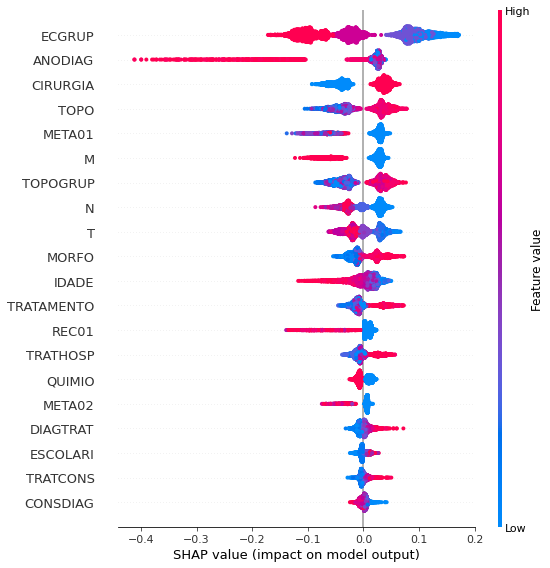 High
ECGRUP
ANODIAG
CIRURGIA
TOPO
META01
M
TOPOGRUP
N
T
MORFO
IDADE
TRATAMENTO
REC01
TRATHOSP
QUIMIO
META02
DIAGTRAT
ESCOLARI
TRATCONS
CONSDIAG
Feature value
Low
−0.4 −0.3 −0.2 −0.1 0.0 0.1 0.2
SHAP value (impact on model output)